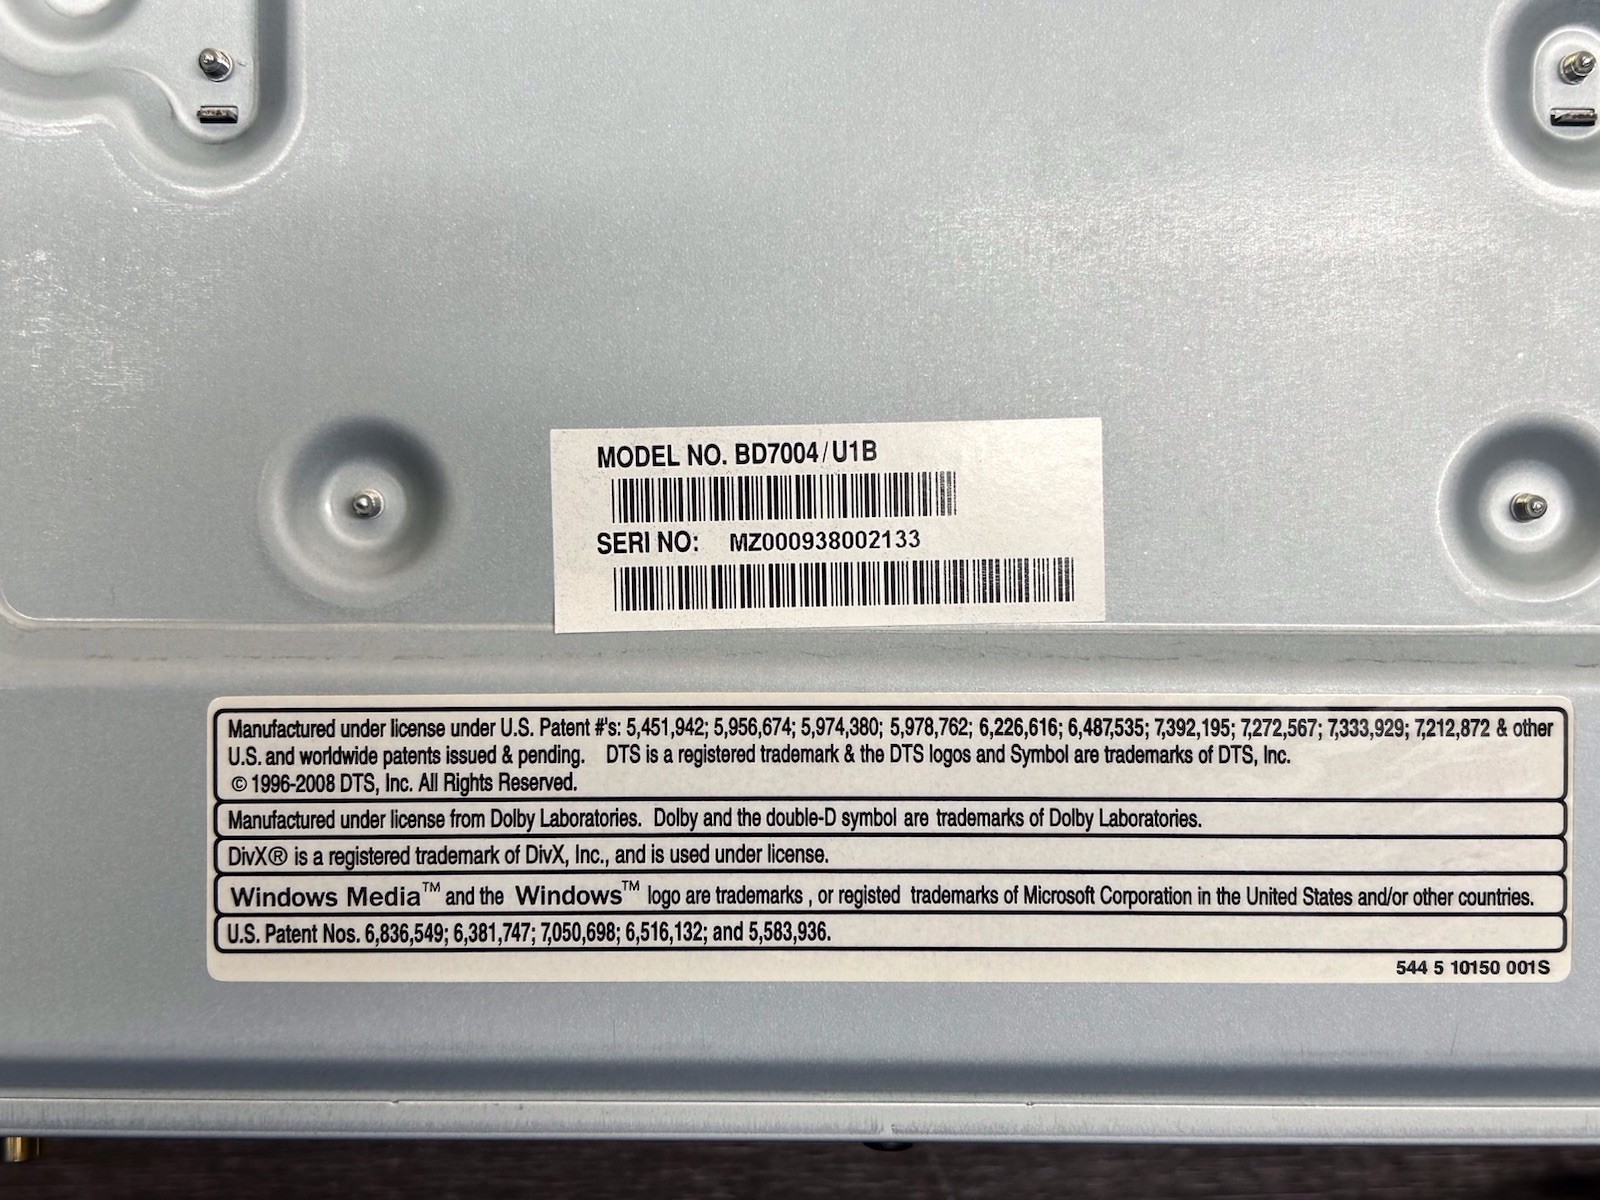 MODEL NO. BD7004/U1B
SERI NO: MZ000938002133
Manufactured under license under U.S. Patent #'s: 5,451,942; 5,956,674; 5,974,380; 5,978,762; 6,226,616; 6,487,535; 7,392,195; 7,272,567; 7,333,929; 7,212,872 & other
U.S. and worldwide patents issued & pending. DTS is a registered trademark & the DTS logos and Symbol are trademarks of DTS, Inc.
© 1996-2008 DTS, Inc. All Rights Reserved.
Manufactured under license from Dolby Laboratories. Dolby and the double-D symbol are trademarks of Dolby Laboratories.
DivX® is a registered trademark of DivX, Inc., and is used under license.
Windows Media™ and the Windows™ logo are trademarks , or registed trademarks of Microsoft Corporation in the United States and/or other countries.
U.S. Patent Nos. 6,836,549; 6,381,747; 7,050,698; 6,516,132; and 5,583,936.
544 5 10150 001S